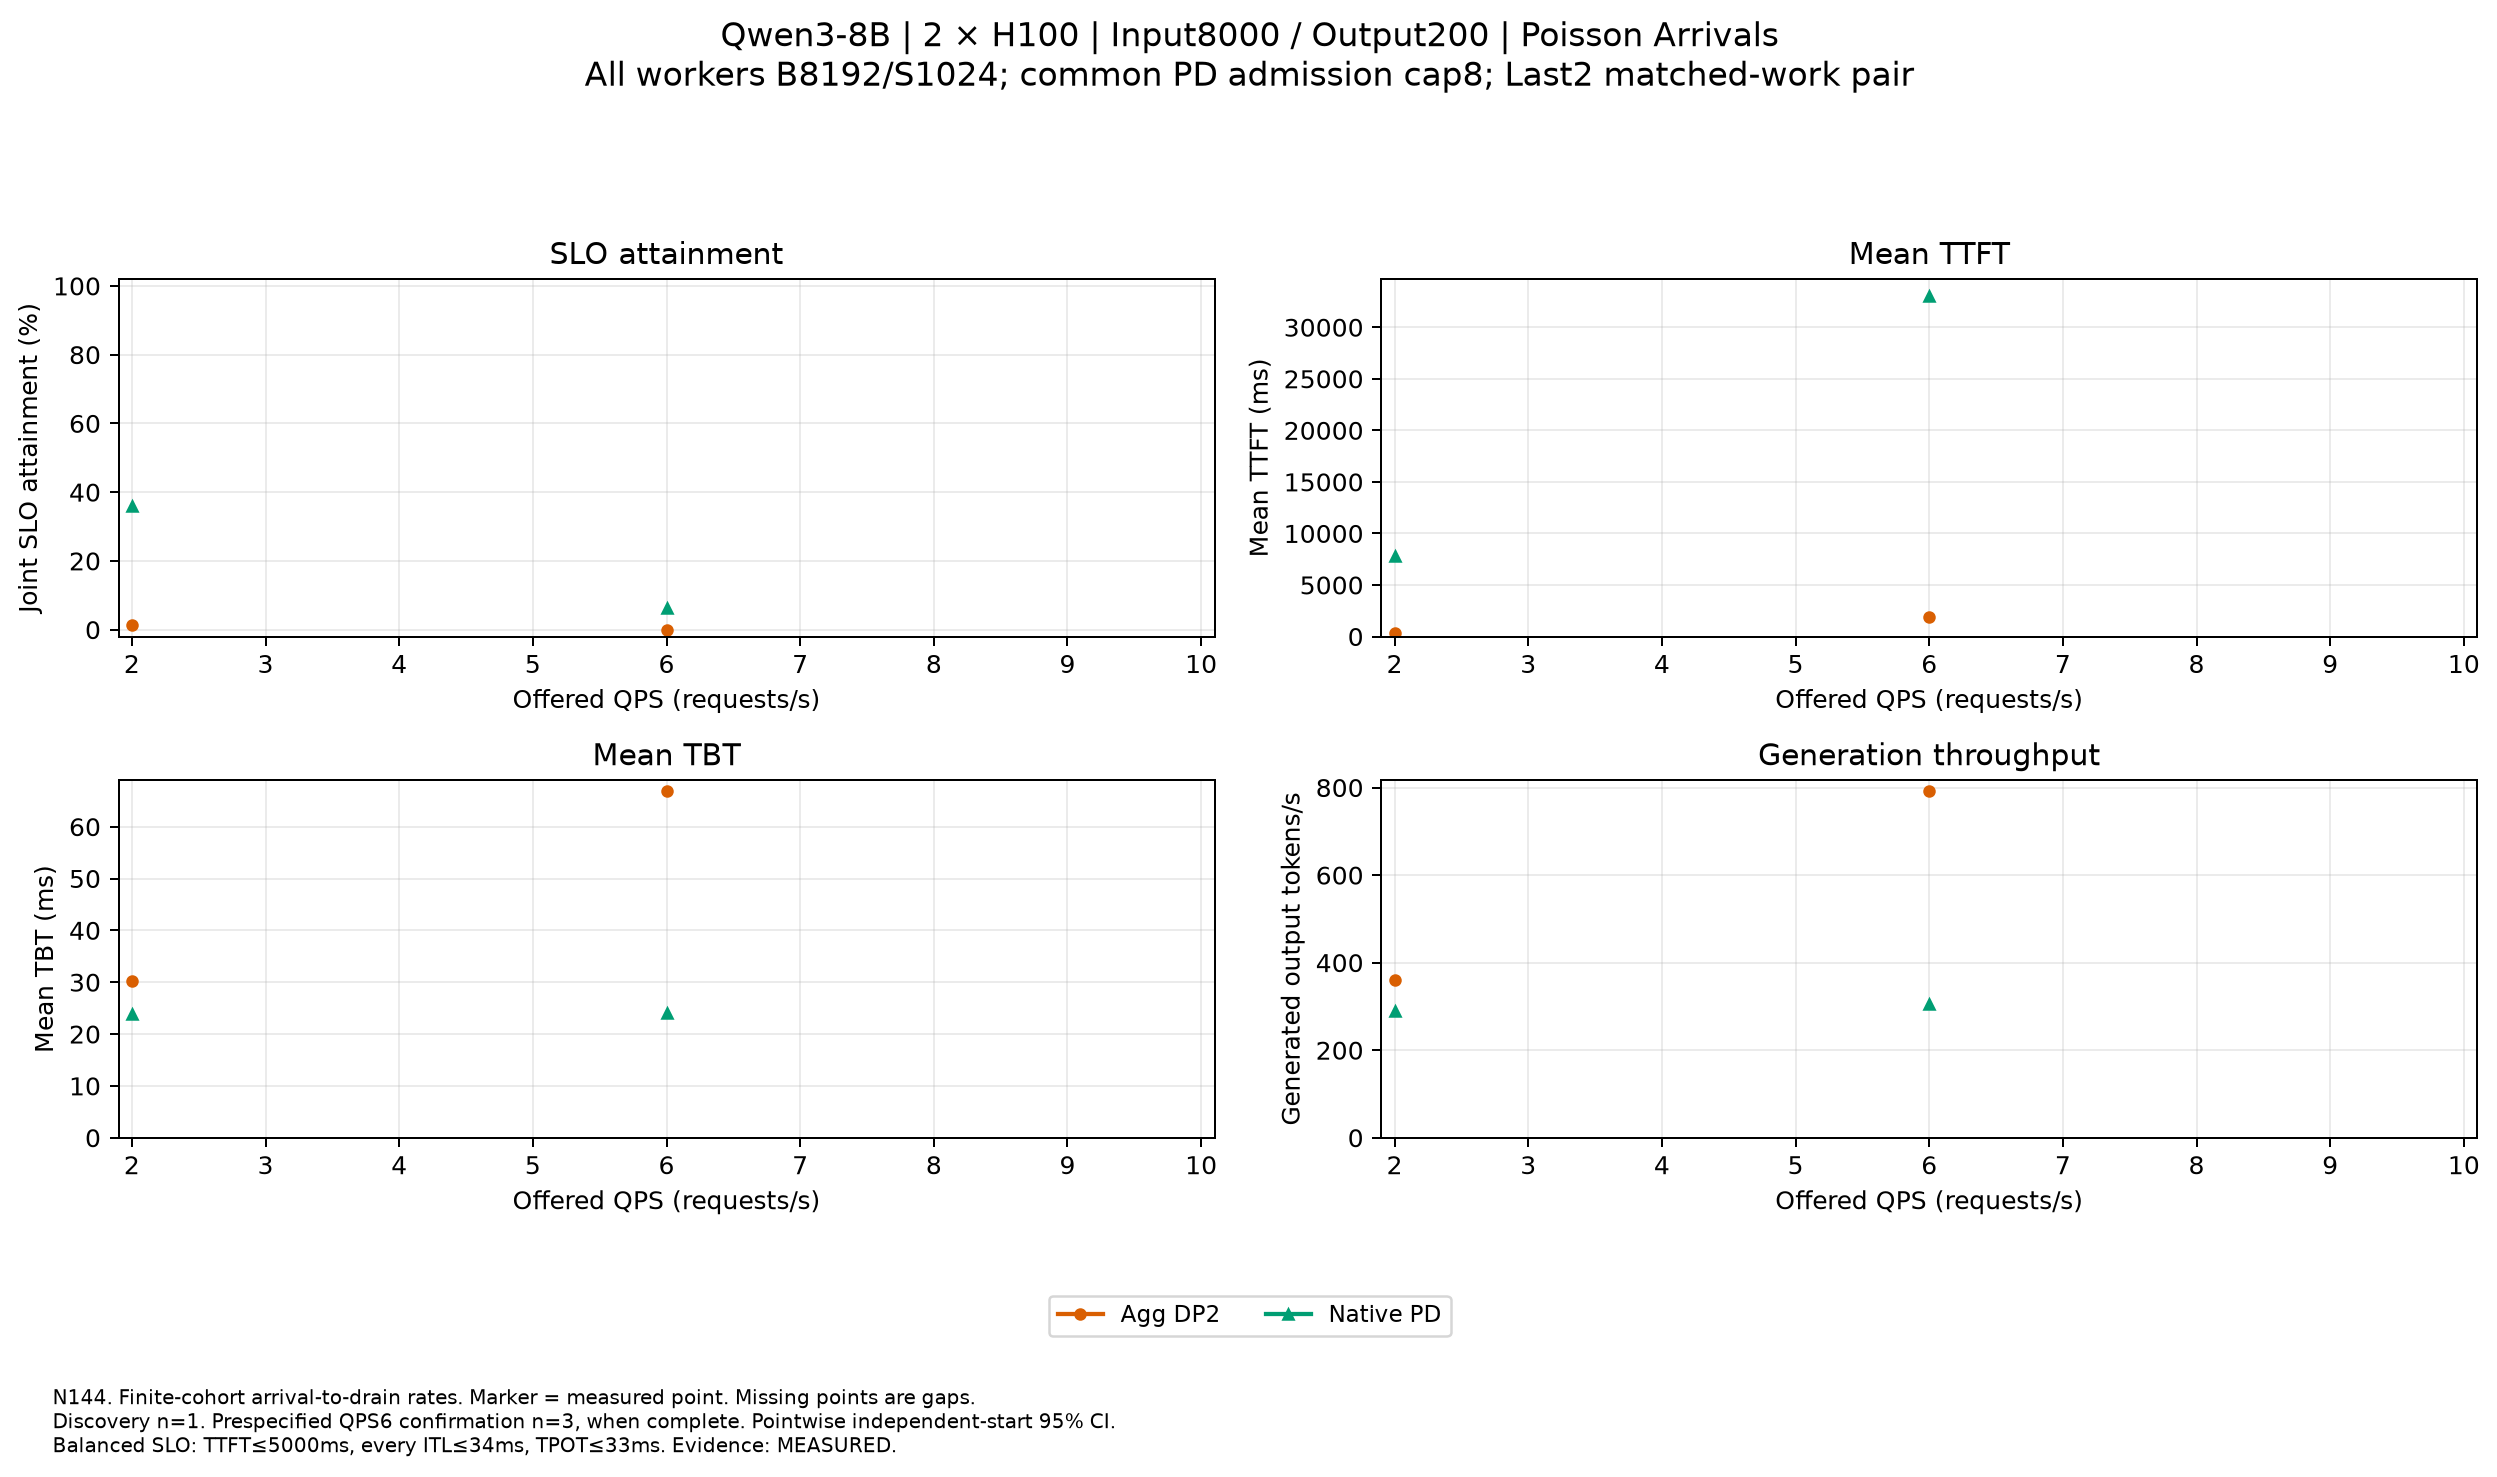 Qwen3-8B | 2 × H100 | Input8000 / Output200 | Poisson Arrivals
All workers B8192/S1024; common PD admission cap8; Last2 matched-work pair
SLO attainment
Joint SLO attainment (%)
100
80
60
40
20
0
2 3 4 5 6 7 8 9 10
Offered QPS (requests/s)
Mean TTFT
Mean TTFT (ms)
30000
25000
20000
15000
10000
5000
0
2 3 4 5 6 7 8 9 10
Offered QPS (requests/s)
Mean TBT
Mean TBT (ms)
60
50
40
30
20
10
0
2 3 4 5 6 7 8 9 10
Offered QPS (requests/s)
Generation throughput
Generated output tokens/s
800
600
400
200
0
2 3 4 5 6 7 8 9 10
Offered QPS (requests/s)
Agg DP2 Native PD
N144. Finite-cohort arrival-to-drain rates. Marker = measured point. Missing points are gaps.
Discovery n=1. Prespecified QPS6 confirmation n=3, when complete. Pointwise independent-start 95% CI.
Balanced SLO: TTFT≤5000ms, every ITL≤34ms, TPOT≤33ms. Evidence: MEASURED.